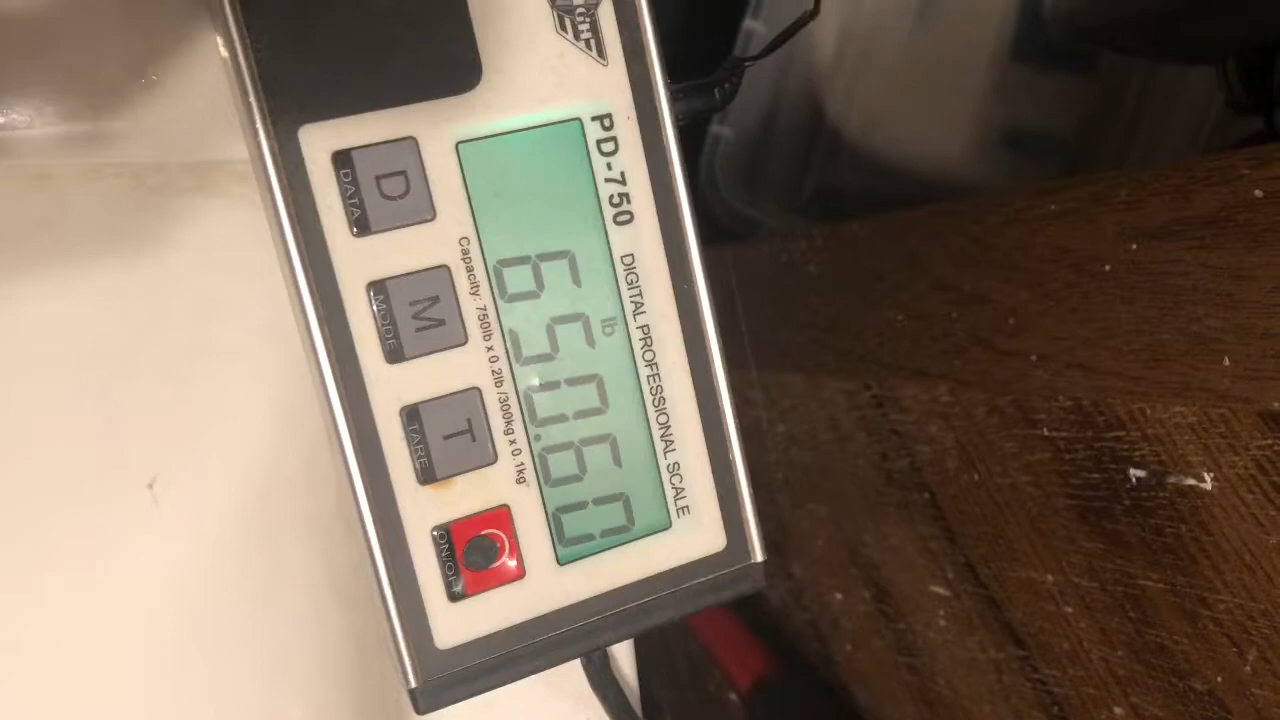 GH
PD-750 DIGITAL PROFESSIONAL SCALE
lb
650.60
Capacity: 750lb x 0.2lb /300kg x 0.1kg
D M T
DATA MODE TARE ON/OFF